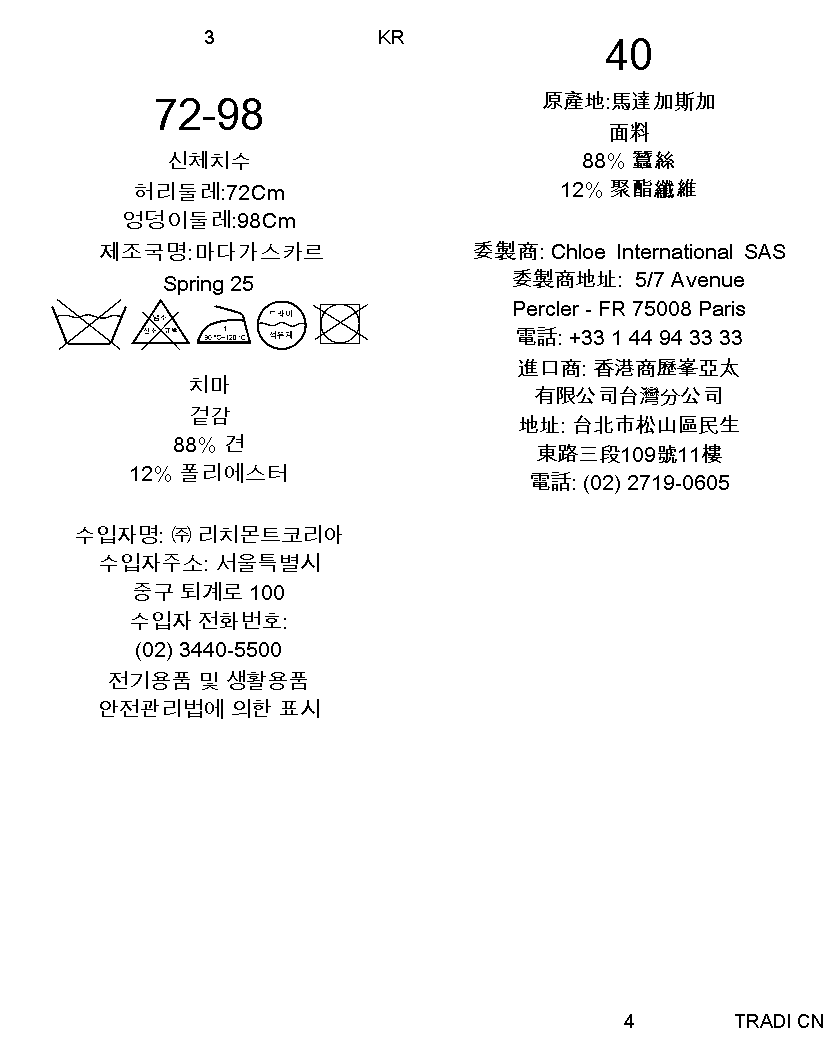 3
KR
72-98
신체치수
허리둘레:72Cm
엉덩이둘레:98Cm
제조국명:마다가스카르
Spring 25
염소
산소 표백
1
80 °C~120 °C
드라이
석유계
치마
겉감
88% 견
12% 폴리에스터
수입자명: ㈜ 리치몬트코리아
수입자주소: 서울특별시
중구 퇴계로 100
수입자 전화번호:
(02) 3440-5500
전기용품 및 생활용품
안전관리법에 의한 표시
40
原產地:馬達加斯加
面料
88% 蠶絲
12% 聚酯纖維
委製商: Chloe International SAS
委製商地址: 5/7 Avenue
Percler - FR 75008 Paris
電話: +33 1 44 94 33 33
進口商: 香港商歷峯亞太
有限公司台灣分公司
地址: 台北市松山區民生
東路三段109號11樓
電話: (02) 2719-0605
4
TRADI CN